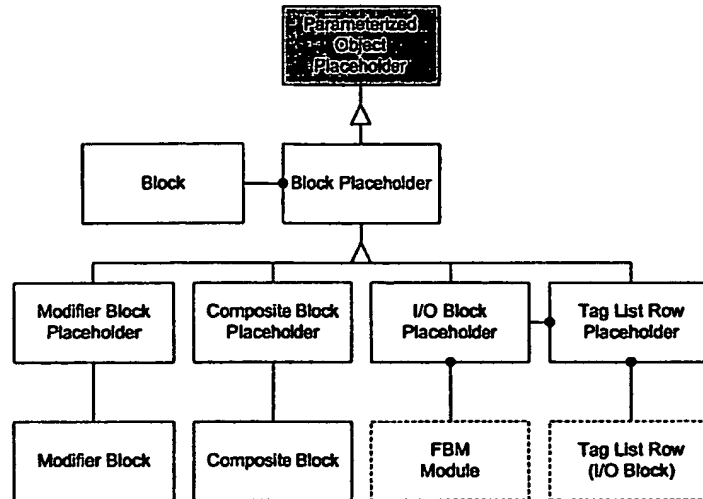 Parameterized
Object
Placeholder
Block
Block Placeholder
Modifier Block
Placeholder
Composite Block
Placeholder
I/O Block
Placeholder
Tag List Row
Placeholder
Modifier Block
Composite Block
FBM
Module
Tag List Row
(I/O Block)